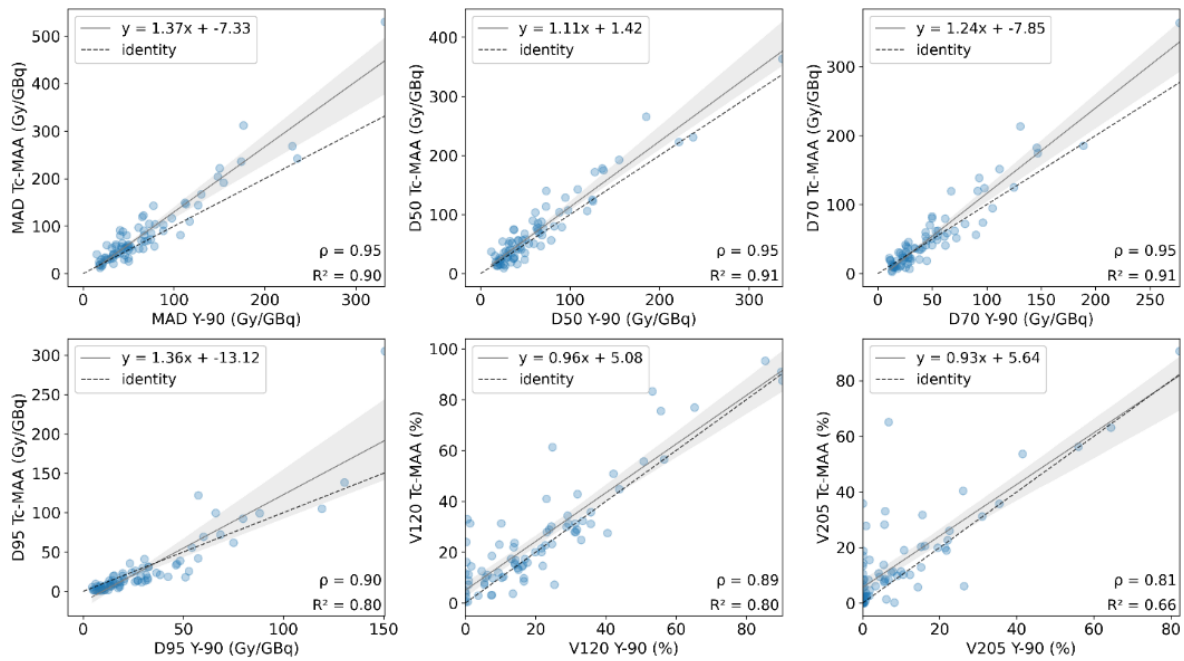 y = 1.37x + -7.33
identity
ρ = 0.95
R² = 0.90
MAD Tc-MAA (Gy/GBq)
0
100
200
300
400
500
0
100
200
300
MAD Y-90 (Gy/GBq)
y = 1.11x + 1.42
identity
ρ = 0.95
R² = 0.91
D50 Tc-MAA (Gy/GBq)
0
100
200
300
400
0
100
200
300
D50 Y-90 (Gy/GBq)
y = 1.24x + -7.85
identity
ρ = 0.95
R² = 0.91
D70 Tc-MAA (Gy/GBq)
0
100
200
300
0
50
100
150
200
250
D70 Y-90 (Gy/GBq)
y = 1.36x + -13.12
identity
ρ = 0.90
R² = 0.80
D95 Tc-MAA (Gy/GBq)
0
50
100
150
200
250
300
0
50
100
150
D95 Y-90 (Gy/GBq)
y = 0.96x + 5.08
identity
ρ = 0.89
R² = 0.80
V120 Tc-MAA (%)
0
20
40
60
80
100
0
20
40
60
80
V120 Y-90 (%)
y = 0.93x + 5.64
identity
ρ = 0.81
R² = 0.66
V205 Tc-MAA (%)
0
20
40
60
80
0
20
40
60
80
V205 Y-90 (%)